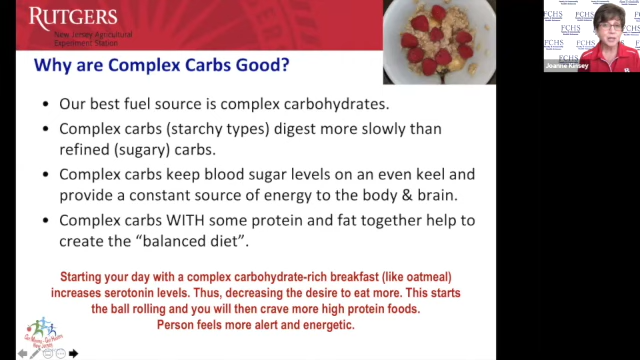 RUTGERS
New Jersey Agricultural
Experiment Station
Why are Complex Carbs Good?
• Our best fuel source is complex carbohydrates.
• Complex carbs (starchy types) digest more slowly than
refined (sugary) carbs.
• Complex carbs keep blood sugar levels on an even keel and
provide a constant source of energy to the body & brain.
• Complex carbs WITH some protein and fat together help to
create the “balanced diet”.
Starting your day with a complex carbohydrate-rich breakfast (like oatmeal)
increases serotonin levels. Thus, decreasing the desire to eat more. This starts
the ball rolling and you will then crave more high protein foods.
Person feels more alert and energetic.
FCHS
Joanne Kinsey